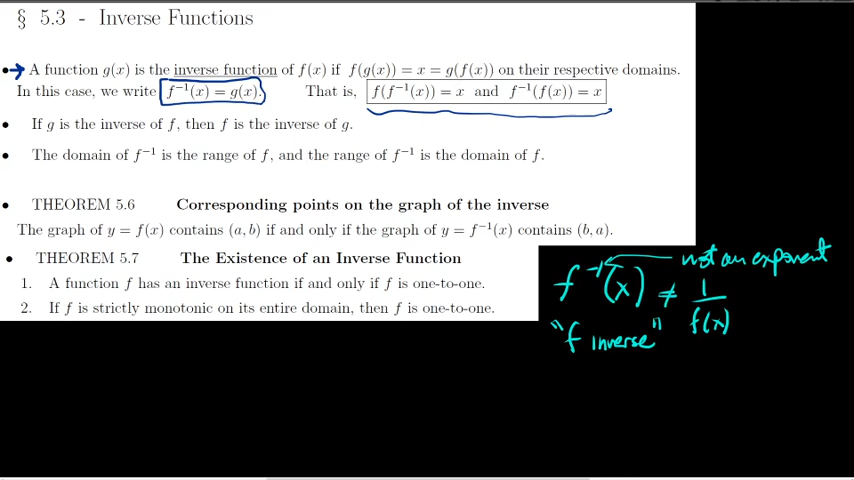 § 5.3 - Inverse Functions
• A function g(x) is the inverse function of f(x) if f(g(x)) = x = g(f(x)) on their respective domains.
In this case, we write f⁻¹(x) = g(x). That is, f(f⁻¹(x)) = x and f⁻¹(f(x)) = x
• If g is the inverse of f, then f is the inverse of g.
• The domain of f⁻¹ is the range of f, and the range of f⁻¹ is the domain of f.
• THEOREM 5.6 Corresponding points on the graph of the inverse
The graph of y = f(x) contains (a, b) if and only if the graph of y = f⁻¹(x) contains (b, a).
• THEOREM 5.7 The Existence of an Inverse Function
1. A function f has an inverse function if and only if f is one-to-one.
2. If f is strictly monotonic on its entire domain, then f is one-to-one.
not an exponent
f⁻¹(x) ≠ 1/f(x)
"f inverse"